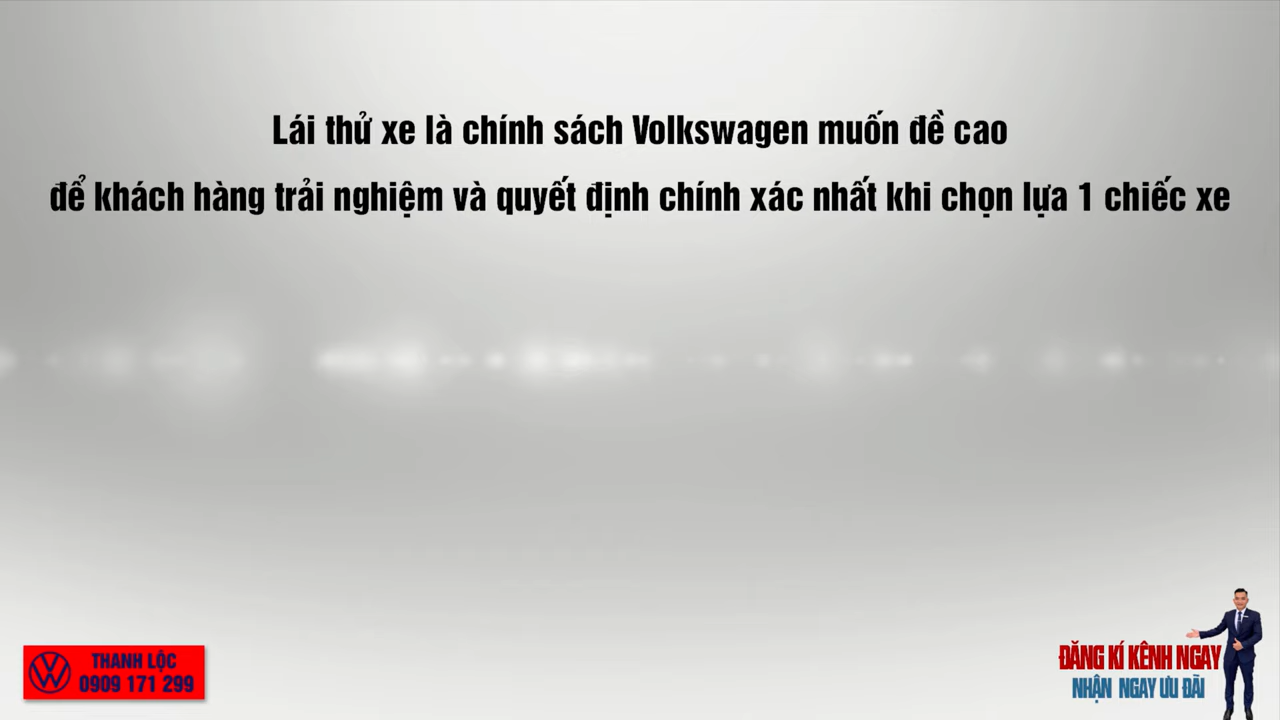 Lái thử xe là chính sách Volkswagen muốn đề cao
để khách hàng trải nghiệm và quyết định chính xác nhất khi chọn lựa 1 chiếc xe
THANH LỘC
0909 171 299
ĐĂNG KÍ KÊNH NGAY
NHẬN NGAY ƯU ĐÃI